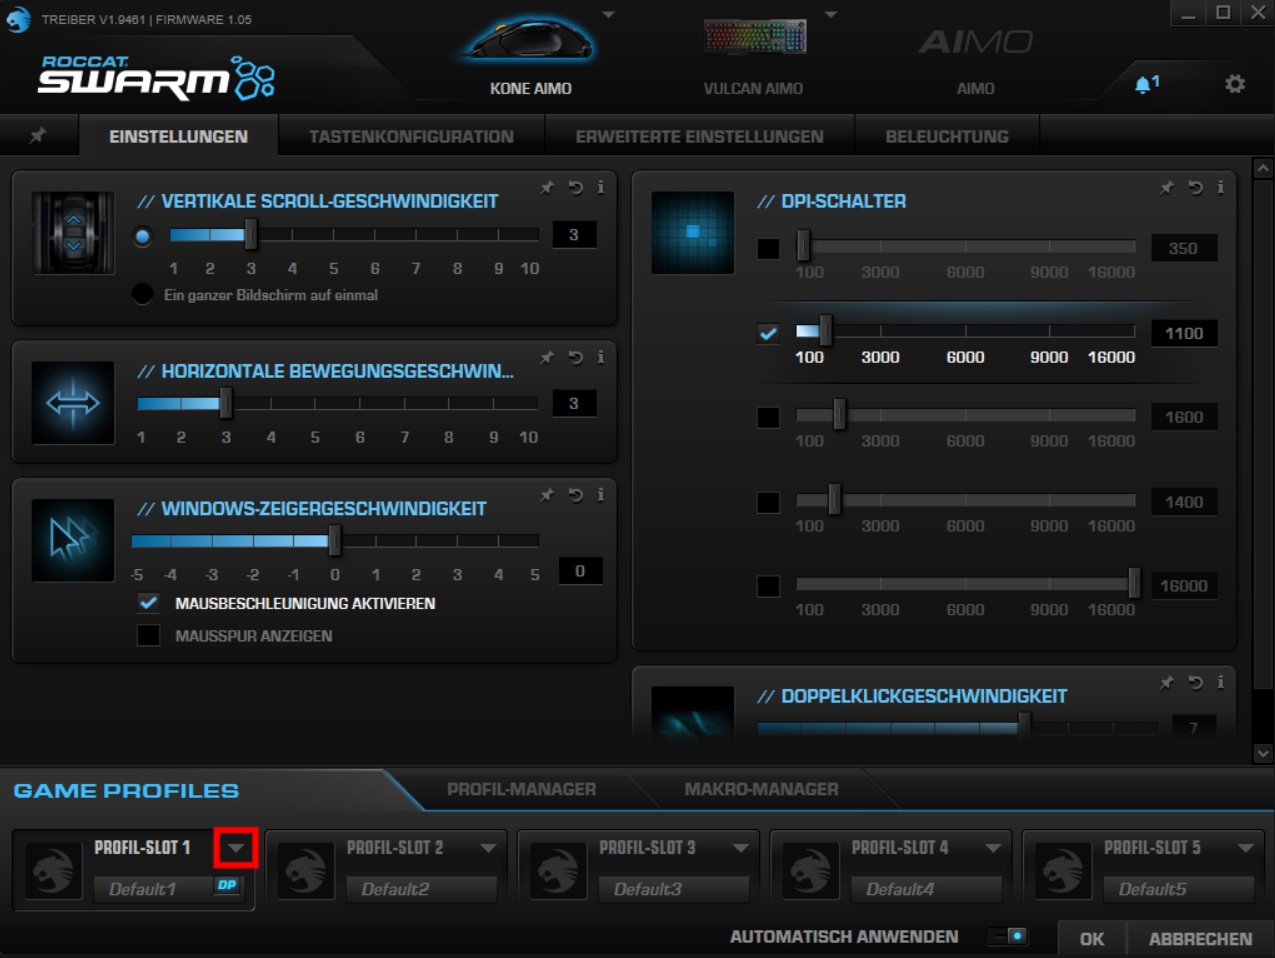 TREIBER V1.9461 | FIRMWARE 1.05
ROCCAT
SWARM
KONE AIMO
VULCAN AIMO
AIMO
AIMO
1
EINSTELLUNGEN
TASTENKONFIGURATION
ERWEITERTE EINSTELLUNGEN
BELEUCHTUNG
// VERTIKALE SCROLL-GESCHWINDIGKEIT
3
1 2 3 4 5 6 7 8 9 10
Ein ganzer Bildschirm auf einmal
// HORIZONTALE BEWEGUNGSGESCHWIN...
3
1 2 3 4 5 6 7 8 9 10
// WINDOWS-ZEIGERGESCHWINDIGKEIT
-5 -4 -3 -2 -1 0 1 2 3 4 5
0
MAUSBESCHLEUNIGUNG AKTIVIEREN
MAUSSPUR ANZEIGEN
// DPI-SCHALTER
350
100 3000 6000 9000 16000
1100
100 3000 6000 9000 16000
1600
100 3000 6000 9000 16000
1400
100 3000 6000 9000 16000
16000
100 3000 6000 9000 16000
// DOPPELKLICKGESCHWINDIGKEIT
7
GAME PROFILES
PROFIL-MANAGER
MAKRO-MANAGER
PROFIL-SLOT 1
Default1
DP
PROFIL-SLOT 2
Default2
PROFIL-SLOT 3
Default3
PROFIL-SLOT 4
Default4
PROFIL-SLOT 5
Default5
AUTOMATISCH ANWENDEN
OK
ABBRECHEN